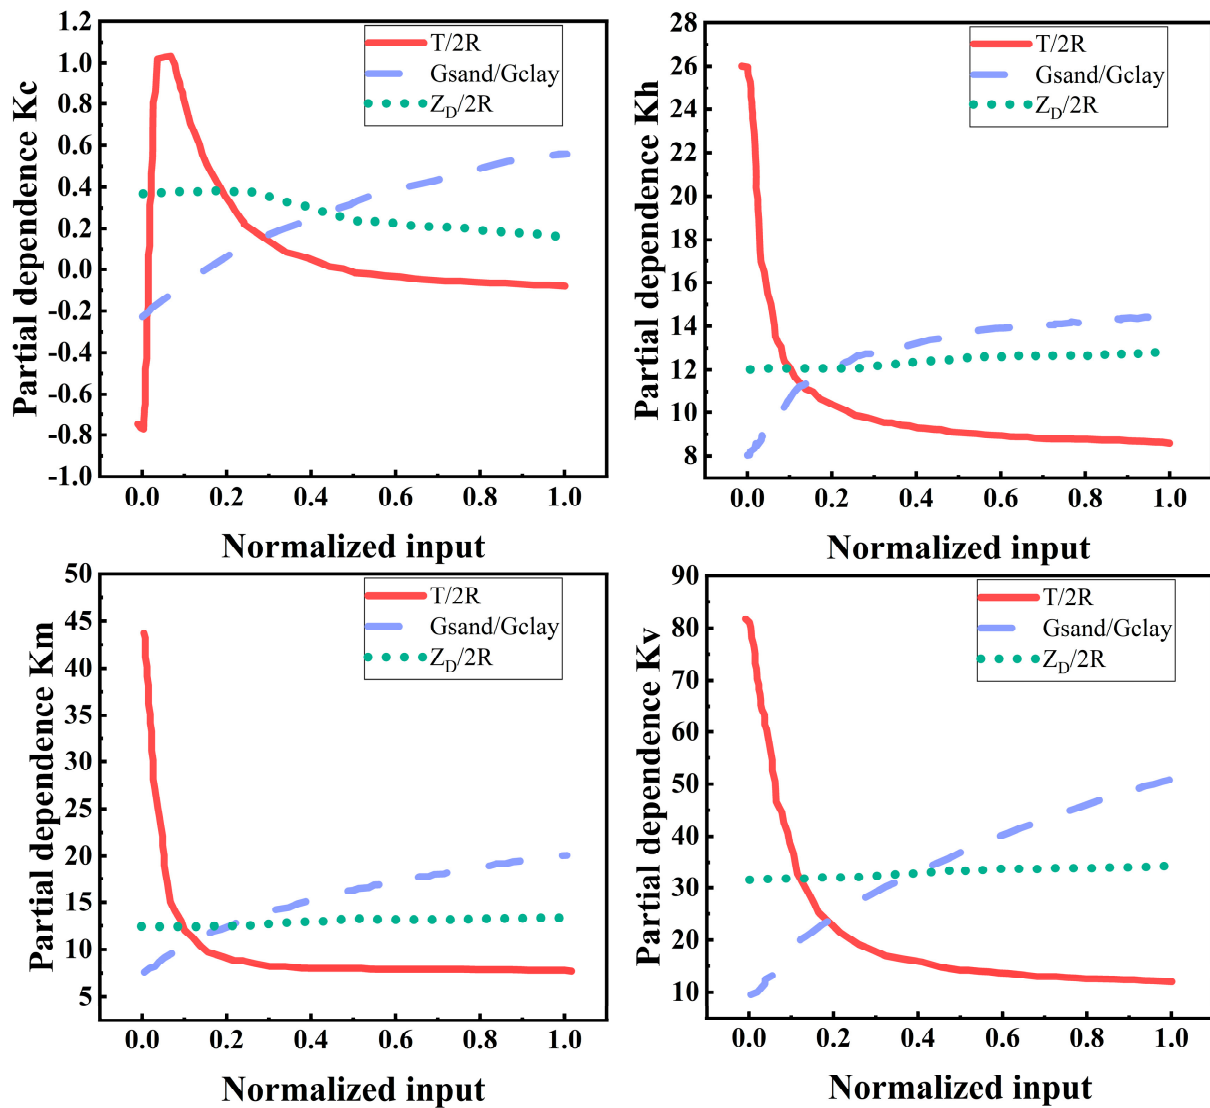 Partial dependence Kc
1.2
1.0
0.8
0.6
0.4
0.2
0.0
-0.2
-0.4
-0.6
-0.8
-1.0
T/2R
Gsand/Gclay
Z_D/2R
0.0 0.2 0.4 0.6 0.8 1.0
Normalized input
Partial dependence Kh
28
26
24
22
20
18
16
14
12
10
8
T/2R
Gsand/Gclay
Z_D/2R
0.0 0.2 0.4 0.6 0.8 1.0
Normalized input
Partial dependence Km
50
45
40
35
30
25
20
15
10
5
T/2R
Gsand/Gclay
Z_D/2R
0.0 0.2 0.4 0.6 0.8 1.0
Normalized input
Partial dependence Kv
90
80
70
60
50
40
30
20
10
T/2R
Gsand/Gclay
Z_D/2R
0.0 0.2 0.4 0.6 0.8 1.0
Normalized input